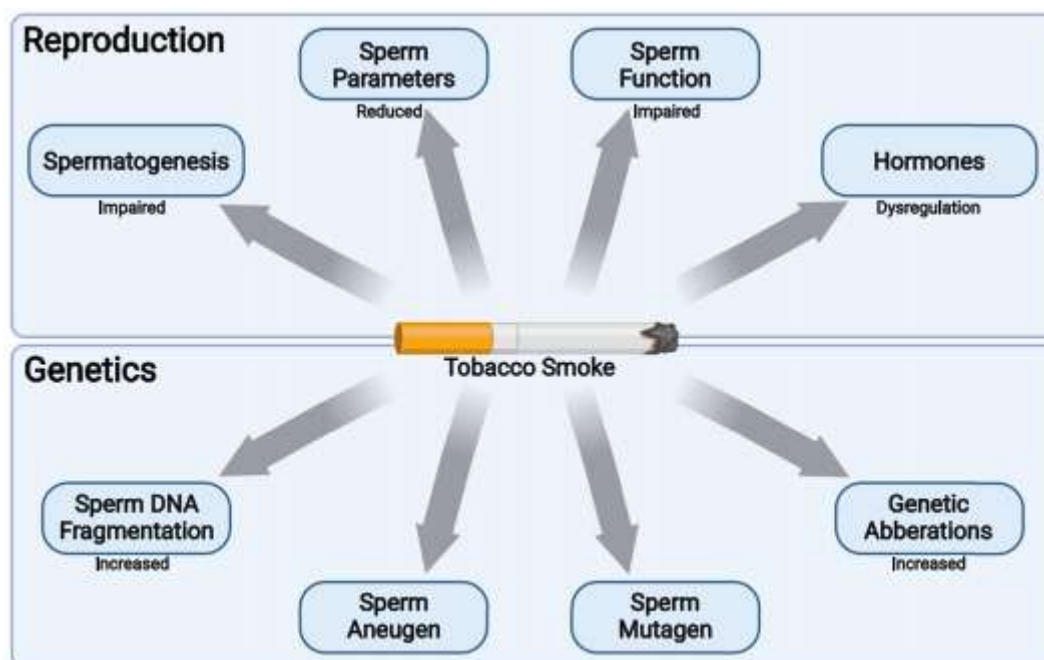 Reproduction
Sperm
Parameters
Reduced
Sperm
Function
Impaired
Spermatogenesis
Impaired
Hormones
Dysregulation
Tobacco Smoke
Genetics
Sperm DNA
Fragmentation
Increased
Sperm
Aneugen
Sperm
Mutagen
Genetic
Abberations
Increased